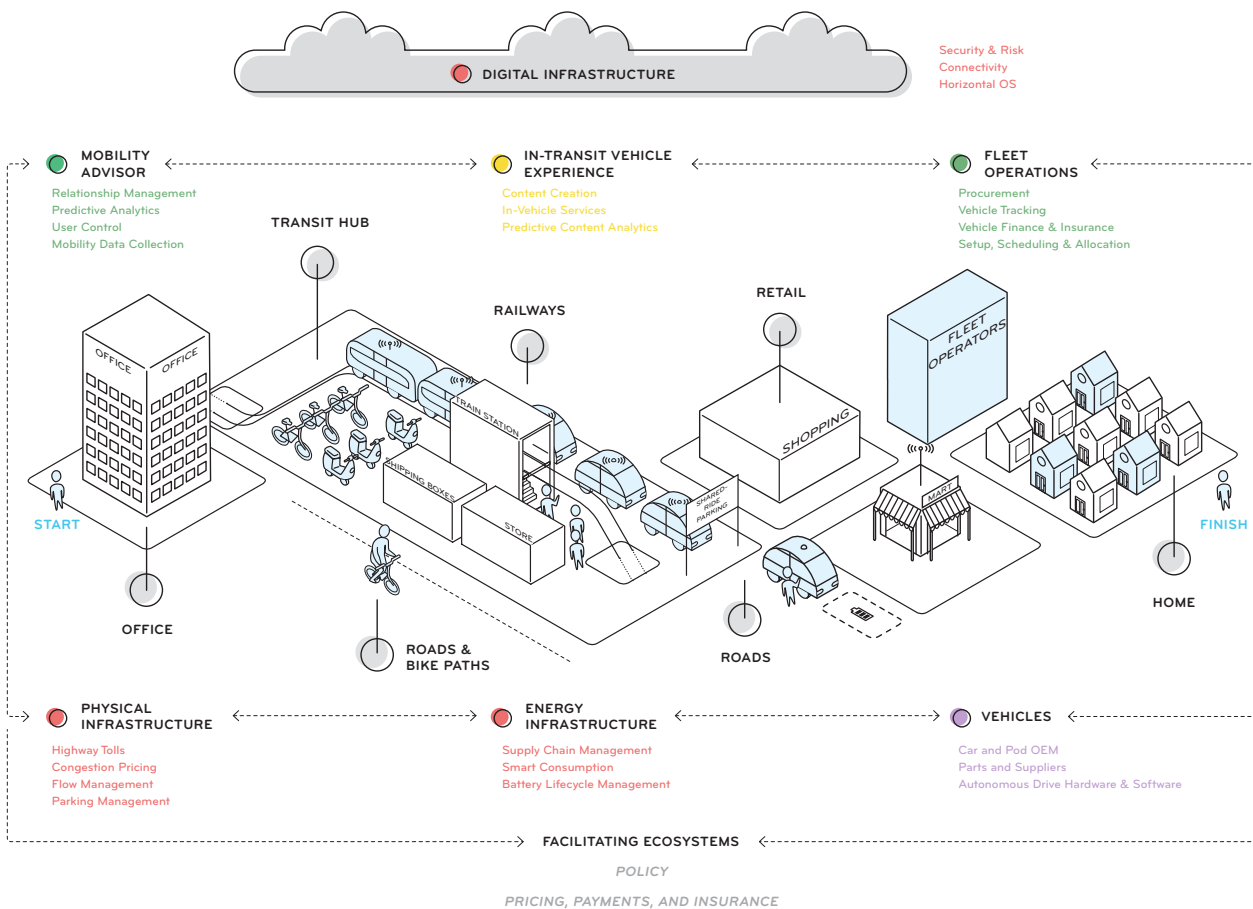 DIGITAL INFRASTRUCTURE
Security & Risk
Connectivity
Horizontal OS
MOBILITY
ADVISOR
Relationship Management
Predictive Analytics
User Control
Mobility Data Collection
IN-TRANSIT VEHICLE
EXPERIENCE
Content Creation
In-Vehicle Services
Predictive Content Analytics
FLEET
OPERATIONS
Procurement
Vehicle Tracking
Vehicle Finance & Insurance
Setup, Scheduling & Allocation
TRANSIT HUB
RAILWAYS
RETAIL
OFFICE
OFFICE
TRAIN STATION
SHIPPING BOXES
STORE
SHOPPING
SHARED-
RIDE
PARKING
FLEET
OPERATORS
MART
START
FINISH
OFFICE
ROADS &
BIKE PATHS
ROADS
HOME
PHYSICAL
INFRASTRUCTURE
Highway Tolls
Congestion Pricing
Flow Management
Parking Management
ENERGY
INFRASTRUCTURE
Supply Chain Management
Smart Consumption
Battery Lifecycle Management
VEHICLES
Car and Pod OEM
Parts and Suppliers
Autonomous Drive Hardware & Software
FACILITATING ECOSYSTEMS
POLICY
PRICING, PAYMENTS, AND INSURANCE